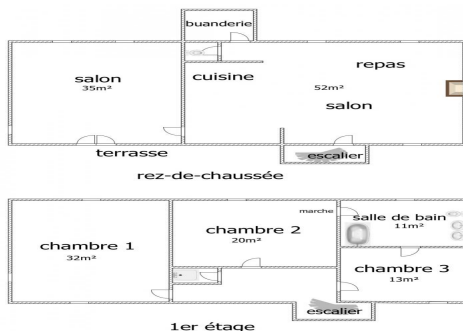 buanderie
salon
35m²
cuisine
repas
52m²
salon
terrasse
escalier
rez-de-chaussée
chambre 1
32m²
chambre 2
20m²
marche
salle de bain
11m²
chambre 3
13m²
escalier
1er étage